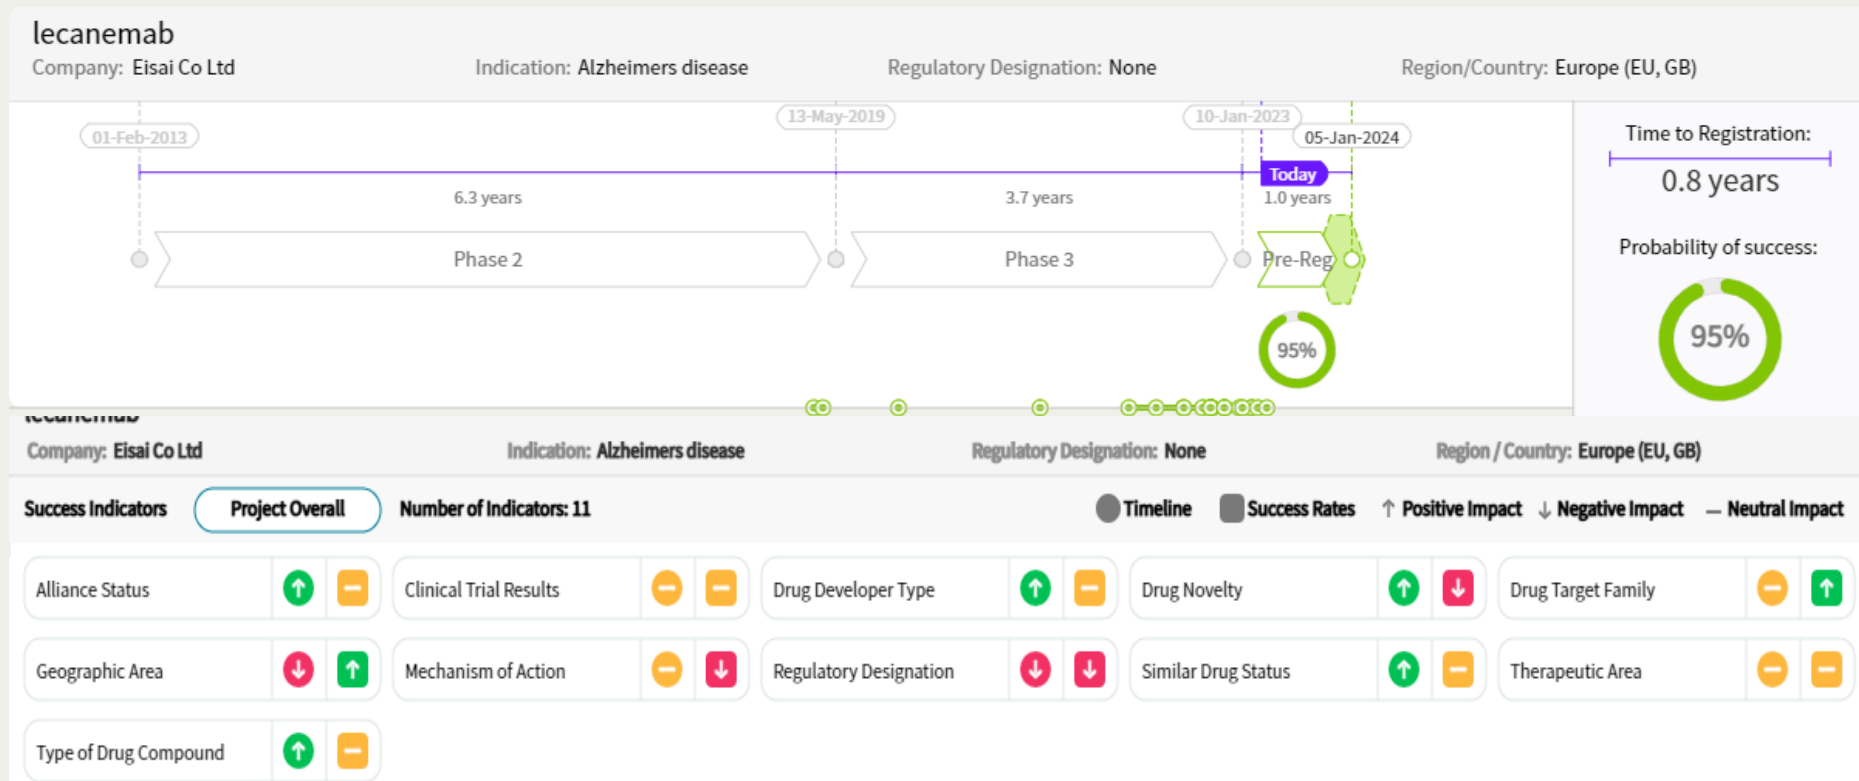 lecanemab
Company: Eisai Co Ltd Indication: Alzheimers disease Regulatory Designation: None Region/Country: Europe (EU, GB)
13-May-2019 10-Jan-2023
01-Feb-2013 05-Jan-2024
Time to Registration:
Today
0.8 years
6.3 years 3.7 years 1.0 years
Probability of success:
Phase 2 Phase 3 Pre-Reg
95% 95%
lecanemab
Company: Eisai Co Ltd Indication: Alzheimers disease Regulatory Designation: None Region / Country: Europe (EU, GB)
Success Indicators Project Overall Number of Indicators: 11 Timeline Success Rates ↑ Positive Impact ↓ Negative Impact — Neutral Impact
Alliance Status Clinical Trial Results Drug Developer Type Drug Novelty Drug Target Family
Geographic Area Mechanism of Action Regulatory Designation Similar Drug Status Therapeutic Area
Type of Drug Compound